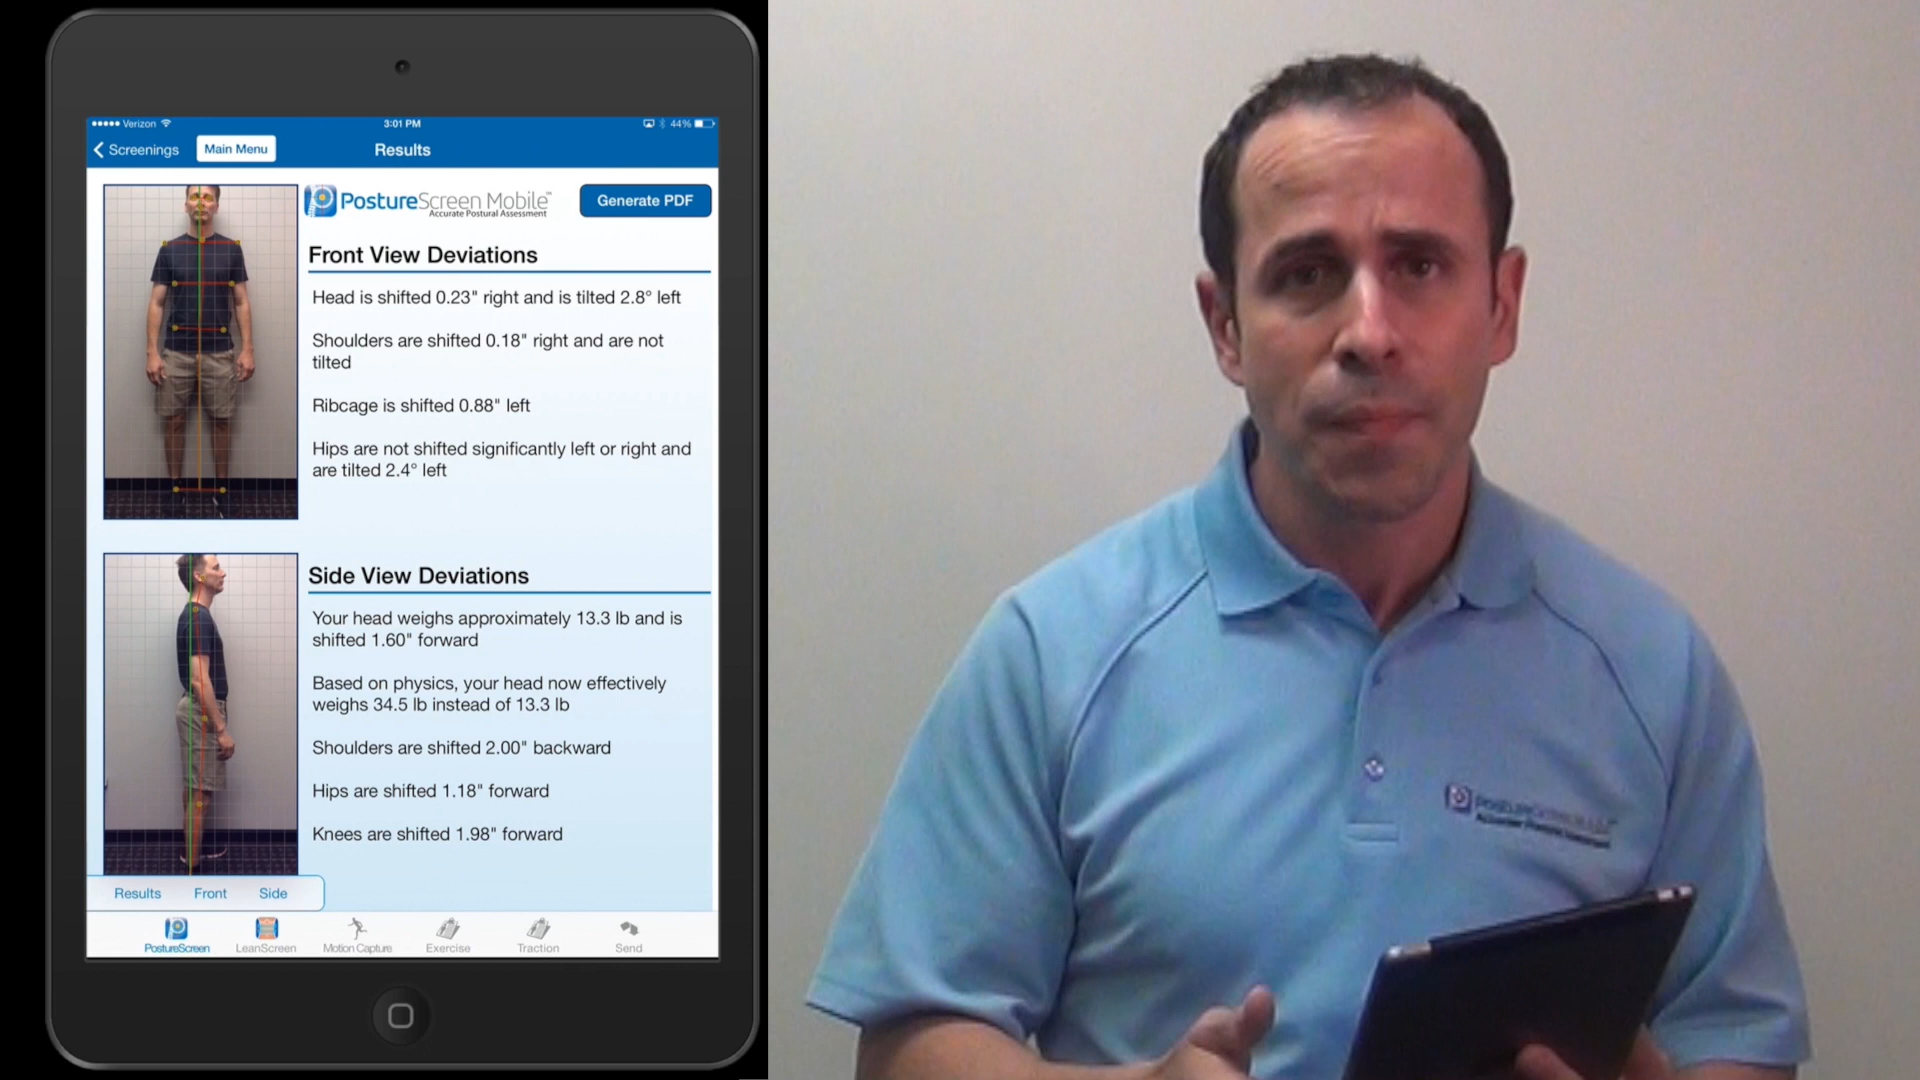 Verizon 3:01 PM 44%
Screenings Main Menu Results
PostureScreen Mobile™ Generate PDF
Accurate Postural Assessment
Front View Deviations
Head is shifted 0.23" right and is tilted 2.8° left
Shoulders are shifted 0.18" right and are not
tilted
Ribcage is shifted 0.88" left
Hips are not shifted significantly left or right and
are tilted 2.4° left
Side View Deviations
Your head weighs approximately 13.3 lb and is
shifted 1.60" forward
Based on physics, your head now effectively
weighs 34.5 lb instead of 13.3 lb
Shoulders are shifted 2.00" backward
Hips are shifted 1.18" forward
Knees are shifted 1.98" forward
Results Front Side
PostureScreen LeanScreen Motion Capture Exercise Traction Send